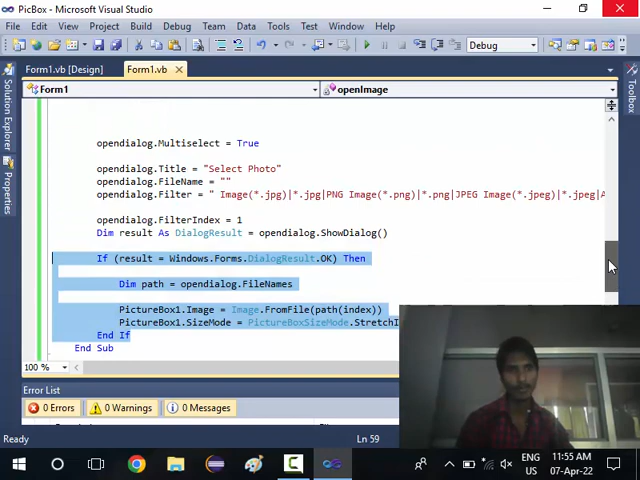 PicBox - Microsoft Visual Studio
File Edit View Project Build Debug Team Data Tools Test Window Help
Debug
Form1.vb [Design] Form1.vb
Form1 openImage
Solution Explorer
Properties
Toolbox
opendialog.Multiselect = True
opendialog.Title = "Select Photo"
opendialog.FileName = ""
opendialog.Filter = " Image(*.jpg)|*.jpg|PNG Image(*.png)|*.png|JPEG Image(*.jpeg)|*.jpeg|A
opendialog.FilterIndex = 1
Dim result As DialogResult = opendialog.ShowDialog()
If (result = Windows.Forms.DialogResult.OK) Then
Dim path = opendialog.FileNames
PictureBox1.Image = Image.FromFile(path(index))
PictureBox1.SizeMode = PictureBoxSizeMode.StretchI
End If
End Sub
100 %
Error List
0 Errors 0 Warnings 0 Messages
Ready Ln 59
ENG 11:55 AM
US 07-Apr-22